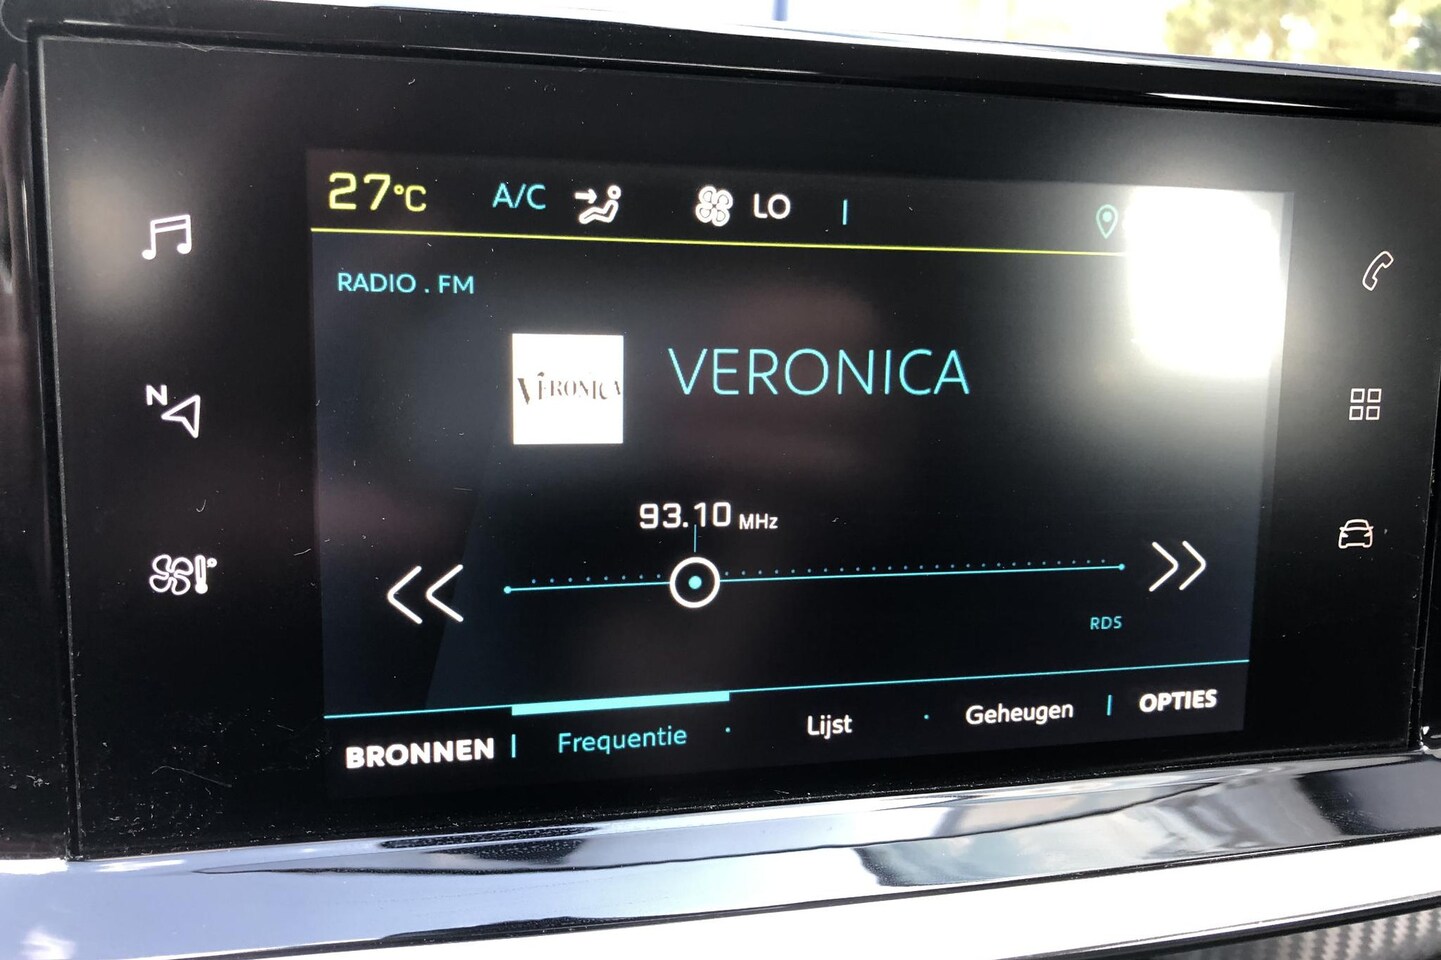 27°C A/C LO
RADIO . FM
VERONICA
VERONICA
N
93.10 MHz
RDS
BRONNEN | Frequentie · Lijst · Geheugen | OPTIES